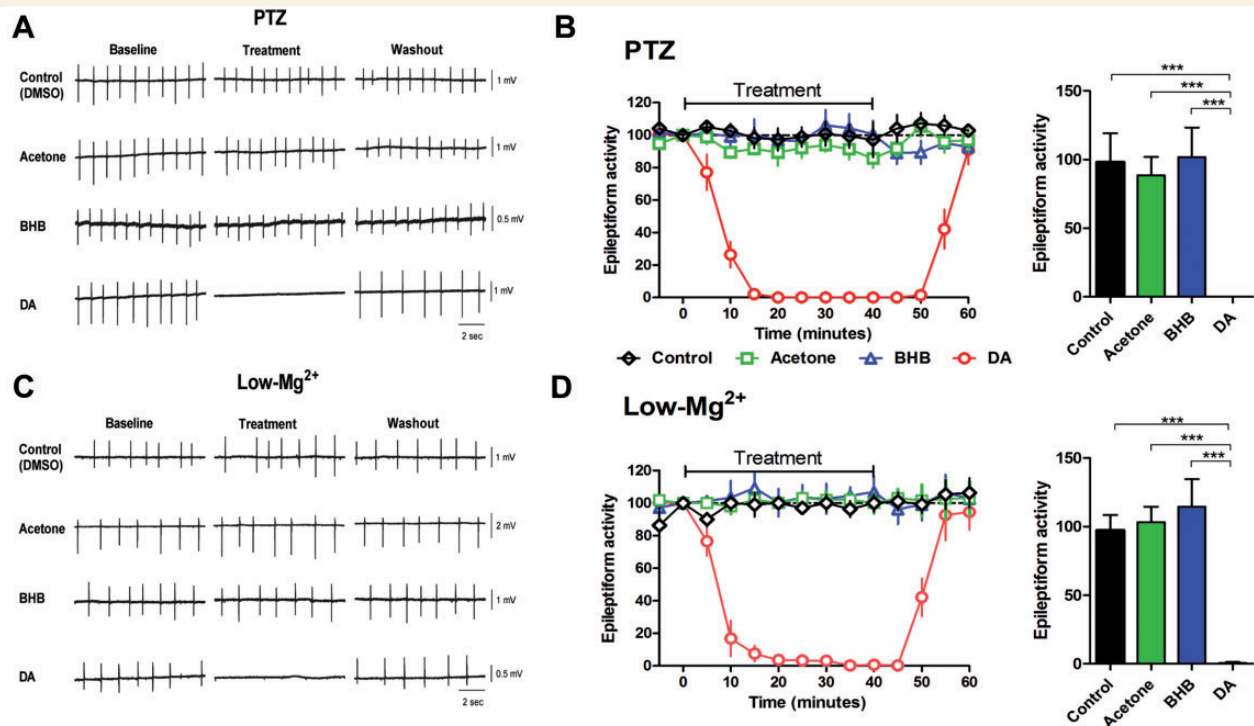 A
PTZ
Baseline Treatment Washout
Control
(DMSO)
1 mV
Acetone
1 mV
BHB
0.5 mV
DA
1 mV
2 sec
B
PTZ
Treatment
Epileptiform activity
120
100
80
60
40
20
0
0 10 20 30 40 50 60
Time (minutes)
Epileptiform activity
150
100
50
0
***
***
***
Control Acetone BHB DA
Control Acetone BHB DA
C
Low-Mg²⁺
Baseline Treatment Washout
Control
(DMSO)
1 mV
Acetone
2 mV
BHB
1 mV
DA
0.5 mV
2 sec
D
Low-Mg²⁺
Treatment
Epileptiform activity
120
100
80
60
40
20
0
0 10 20 30 40 50 60
Time (minutes)
Epileptiform activity
150
100
50
0
***
***
***
Control Acetone BHB DA